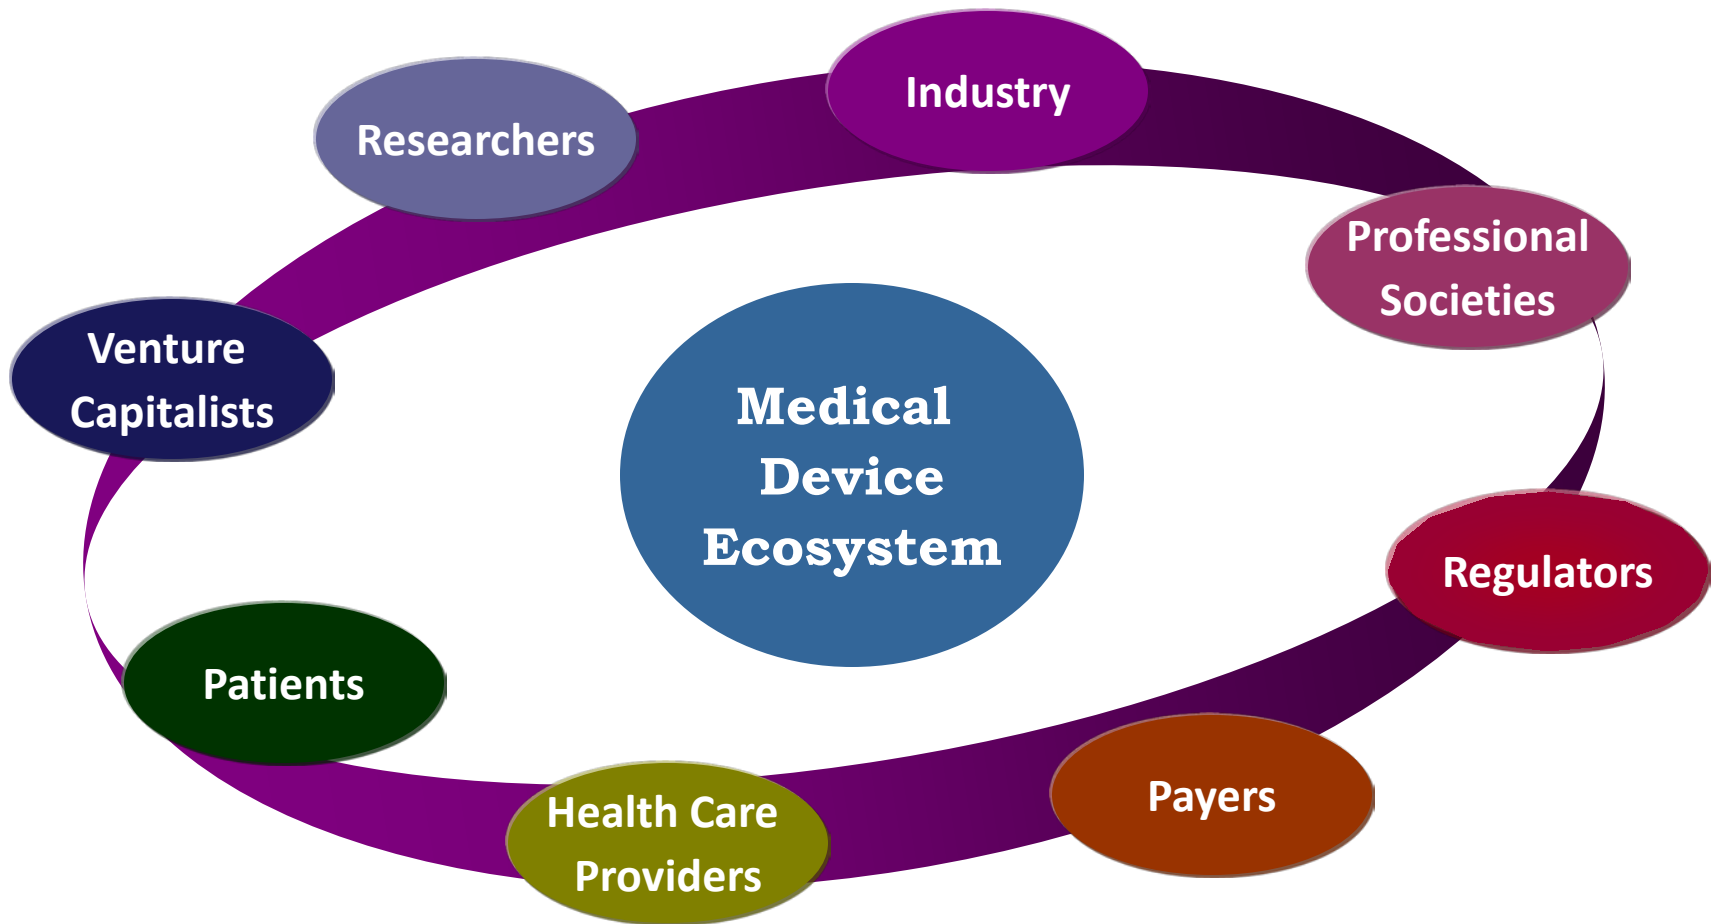 Industry
Researchers
Professional
Societies
Venture
Capitalists
Medical
Device
Ecosystem
Regulators
Patients
Payers
Health Care
Providers